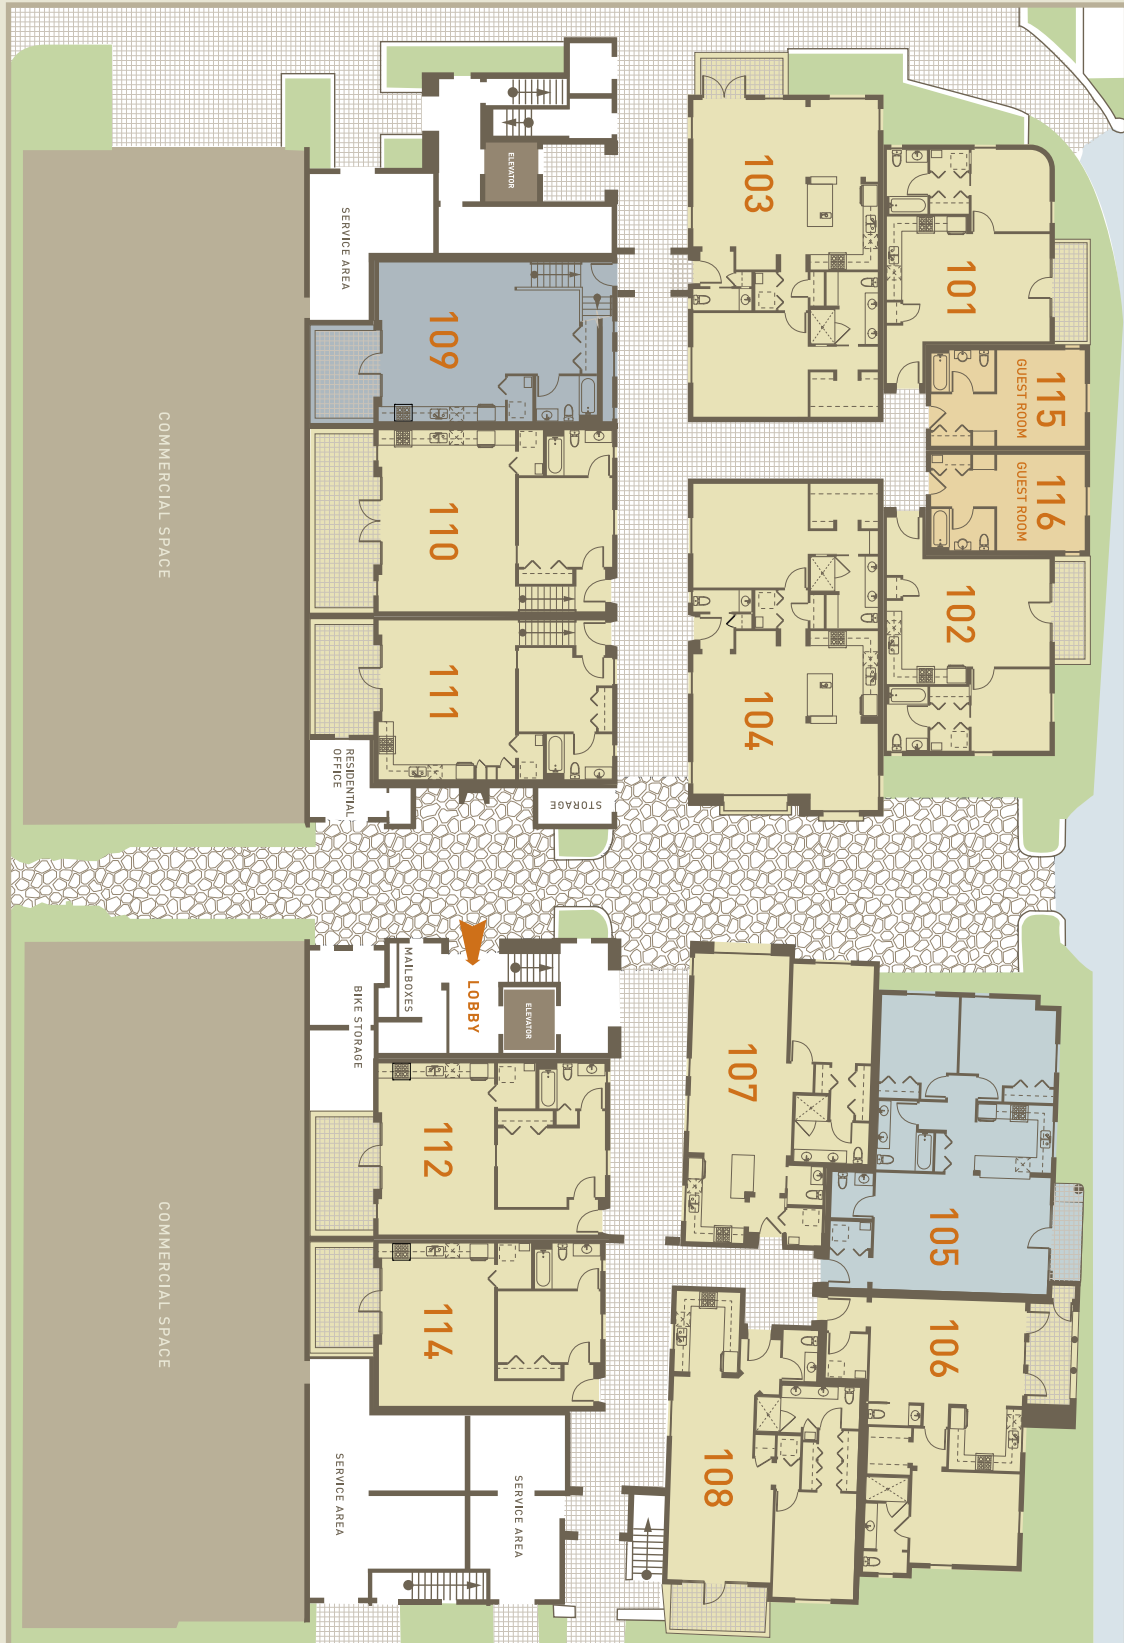 ELEVATOR
103
SERVICE AREA
101
109
115
GUEST ROOM
116
GUEST ROOM
COMMERCIAL SPACE
110
102
111
104
RESIDENTIAL
OFFICE
STORAGE
MAILBOXES
LOBBY
BIKE STORAGE
ELEVATOR
107
112
105
COMMERCIAL SPACE
114
106
108
SERVICE AREA
SERVICE AREA